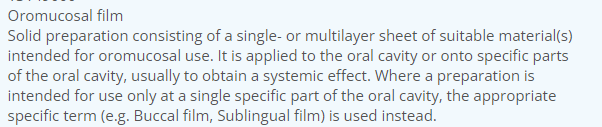 Oromucosal film
Solid preparation consisting of a single- or multilayer sheet of suitable material(s)
intended for oromucosal use. It is applied to the oral cavity or onto specific parts
of the oral cavity, usually to obtain a systemic effect. Where a preparation is
intended for use only at a single specific part of the oral cavity, the appropriate
specific term (e.g. Buccal film, Sublingual film) is used instead.